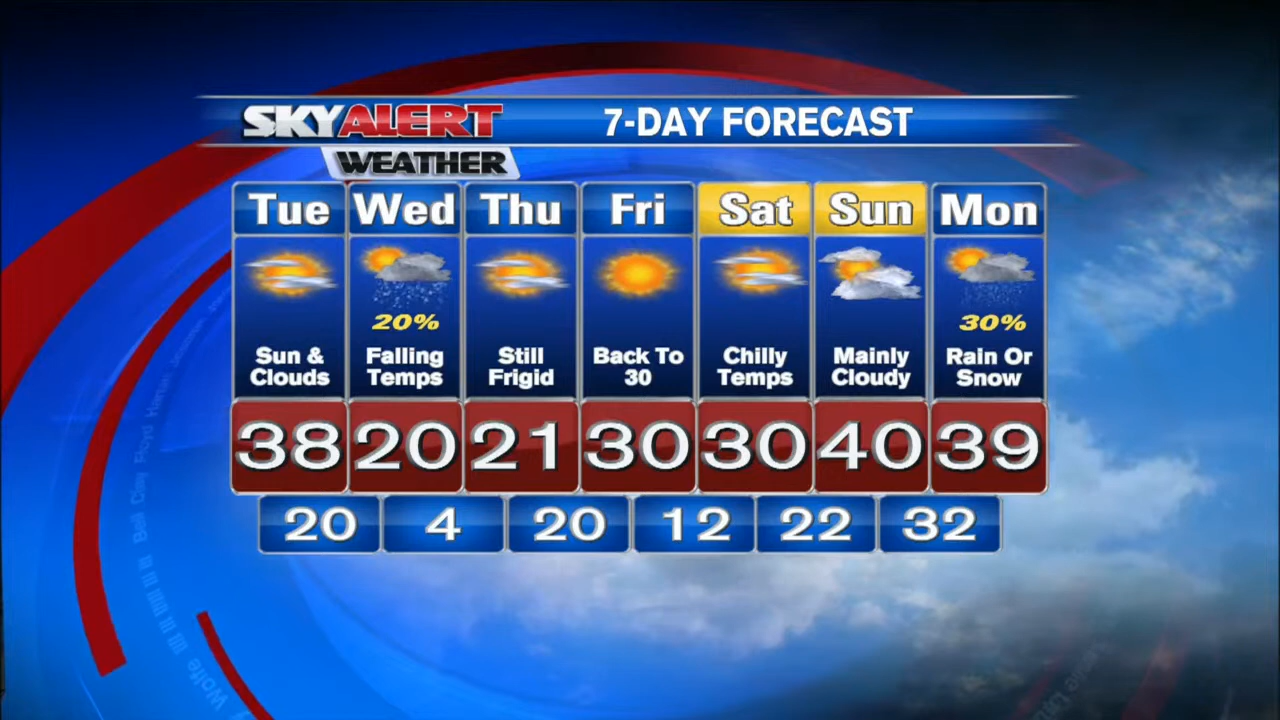 SKYALERT 7-DAY FORECAST
WEATHER
Tue Wed Thu Fri Sat Sun Mon
20% 30%
Sun & Falling Still Back To Chilly Mainly Rain Or
Clouds Temps Frigid 30 Temps Cloudy Snow
38 20 21 30 30 40 39
20 4 20 12 22 32